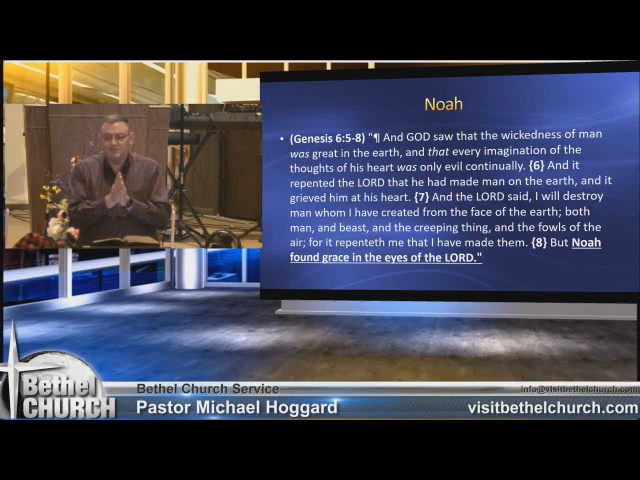 Noah
• (Genesis 6:5-8) "¶ And GOD saw that the wickedness of man
was great in the earth, and that every imagination of the
thoughts of his heart was only evil continually. {6} And it
repented the LORD that he had made man on the earth, and it
grieved him at his heart. {7} And the LORD said, I will destroy
man whom I have created from the face of the earth; both
man, and beast, and the creeping thing, and the fowls of the
air; for it repenteth me that I have made them. {8} But Noah
found grace in the eyes of the LORD."
Bethel
CHURCH
Bethel Church Service
info@visitbethelchurch.com
Pastor Michael Hoggard
visitbethelchurch.com